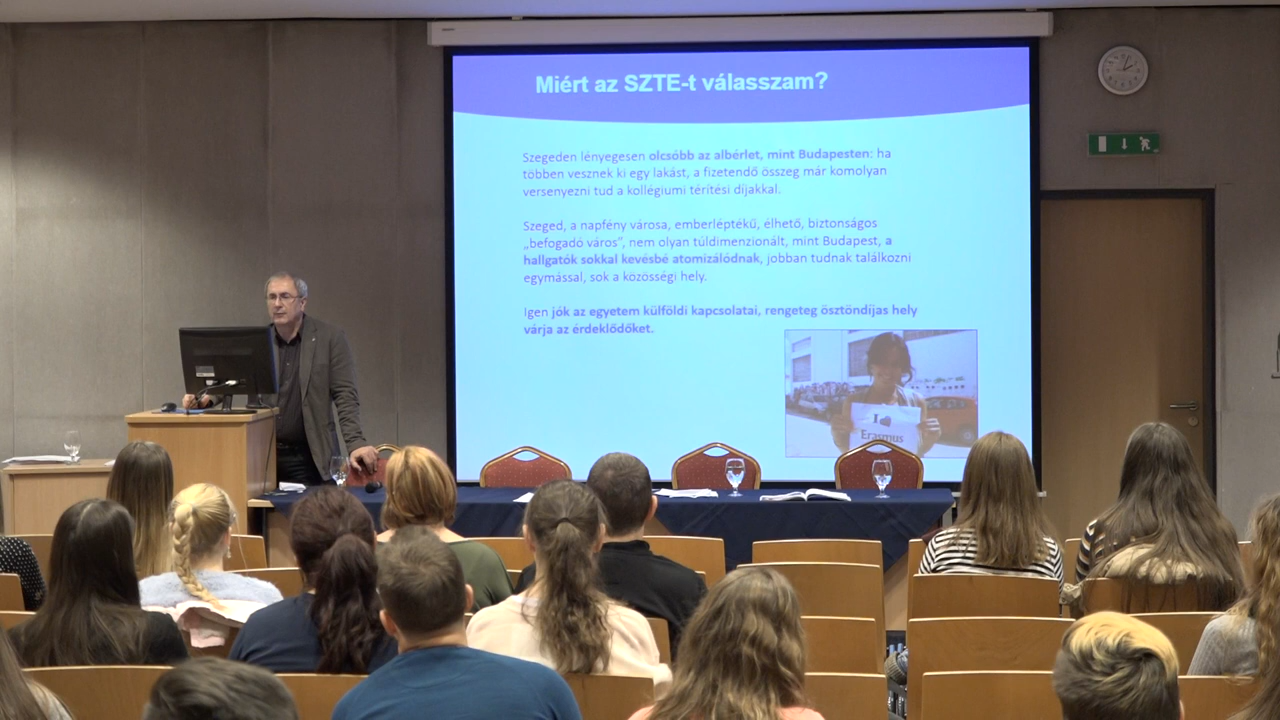 Miért az SZTE-t válasszam?
Szegeden lényegesen olcsóbb az albérlet, mint Budapesten: ha
többen vesznek ki egy lakást, a fizetendő összeg már komolyan
versenyezni tud a kollégiumi térítési díjakkal.
Szeged, a napfény városa, emberléptékű, élhető, biztonságos
„befogadó város”, nem olyan túldimenzionált, mint Budapest, a
hallgatók sokkal kevésbé atomizálódnak, jobban tudnak találkozni
egymással, sok a közösségi hely.
Igen jók az egyetem külföldi kapcsolatai, rengeteg ösztöndíjas hely
várja az érdeklődőket.
I
Erasmus